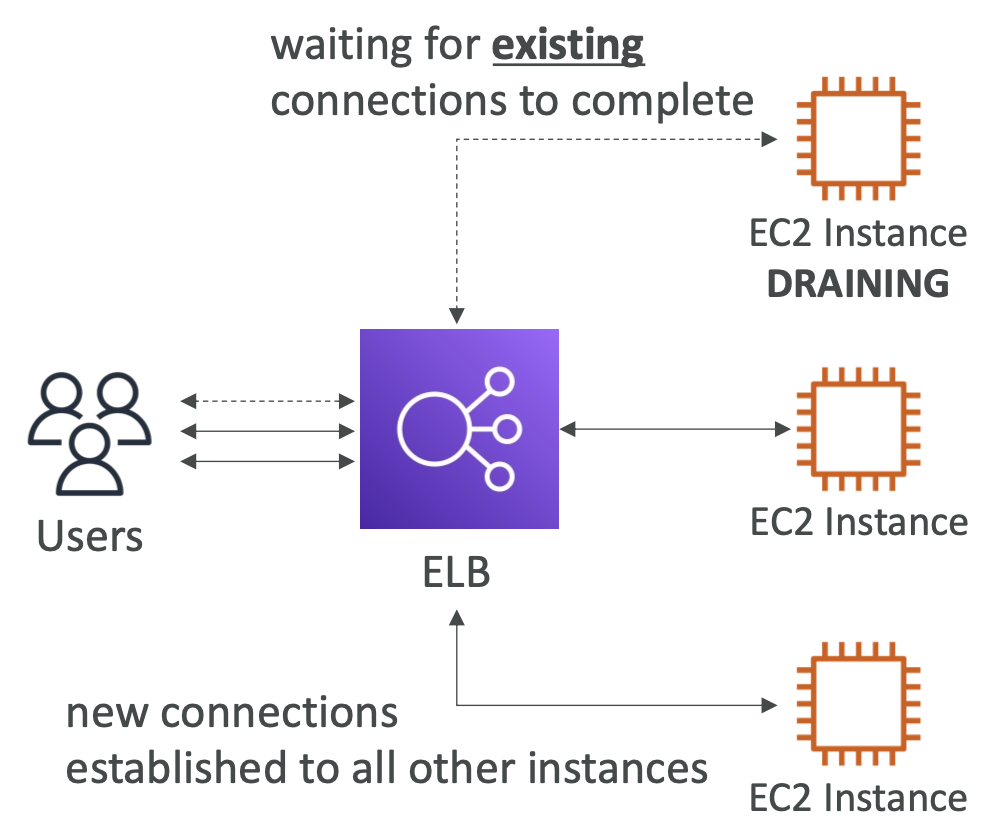 waiting for existing
connections to complete
EC2 Instance
DRAINING
Users
ELB
EC2 Instance
new connections
established to all other instances
EC2 Instance